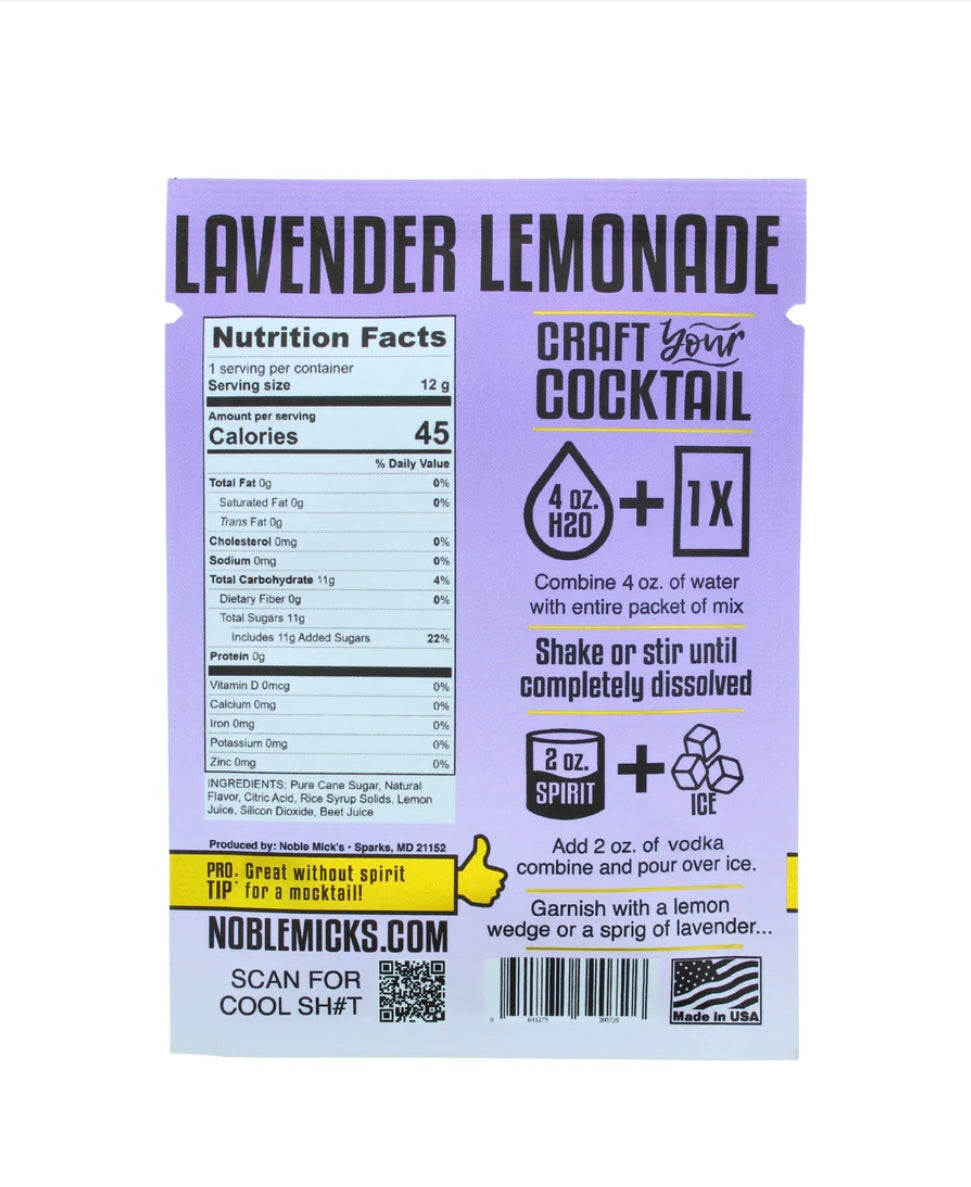 LAVENDER LEMONADE
Nutrition Facts
1 serving per container
Serving size 12 g
Amount per serving
Calories 45
% Daily Value
Total Fat 0g 0%
Saturated Fat 0g 0%
Trans Fat 0g
Cholesterol 0mg 0%
Sodium 0mg 0%
Total Carbohydrate 11g 4%
Dietary Fiber 0g 0%
Total Sugars 11g
Includes 11g Added Sugars 22%
Protein 0g
Vitamin D 0mcg 0%
Calcium 0mg 0%
Iron 0mg 0%
Potassium 0mg 0%
Zinc 0mg 0%
INGREDIENTS: Pure Cane Sugar, Natural
Flavor, Citric Acid, Rice Syrup Solids, Lemon
Juice, Silicon Dioxide, Beet Juice
Produced by: Noble Mick's • Sparks, MD 21152
PRO. Great without spirit
TIP for a mocktail!
NOBLEMICKS.COM
SCAN FOR
COOL SH#T
CRAFT your
COCKTAIL
4 OZ.
H2O
+
1X
Combine 4 oz. of water
with entire packet of mix
Shake or stir until
completely dissolved
2 OZ.
SPIRIT
+
ICE
Add 2 oz. of vodka
combine and pour over ice.
Garnish with a lemon
wedge or a sprig of lavender...
Made in USA